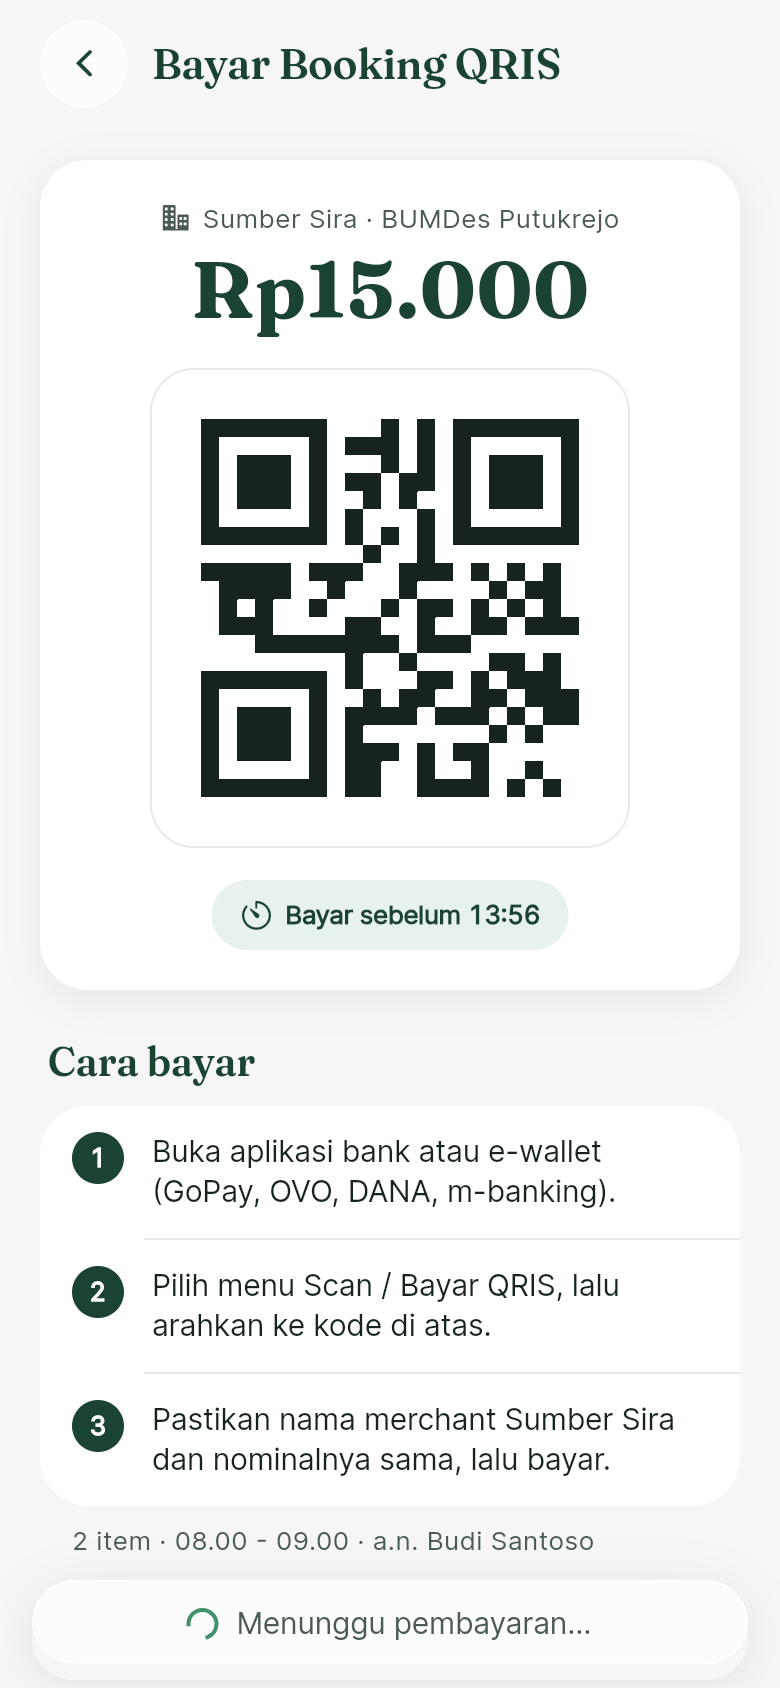 Bayar Booking QRIS
Sumber Sira · BUMDes Putukrejo
Rp15.000
Bayar sebelum 13:56
Cara bayar
1
Buka aplikasi bank atau e-wallet
(GoPay, OVO, DANA, m-banking).
2
Pilih menu Scan / Bayar QRIS, lalu
arahkan ke kode di atas.
3
Pastikan nama merchant Sumber Sira
dan nominalnya sama, lalu bayar.
2 item · 08.00 - 09.00 · a.n. Budi Santoso
Menunggu pembayaran...